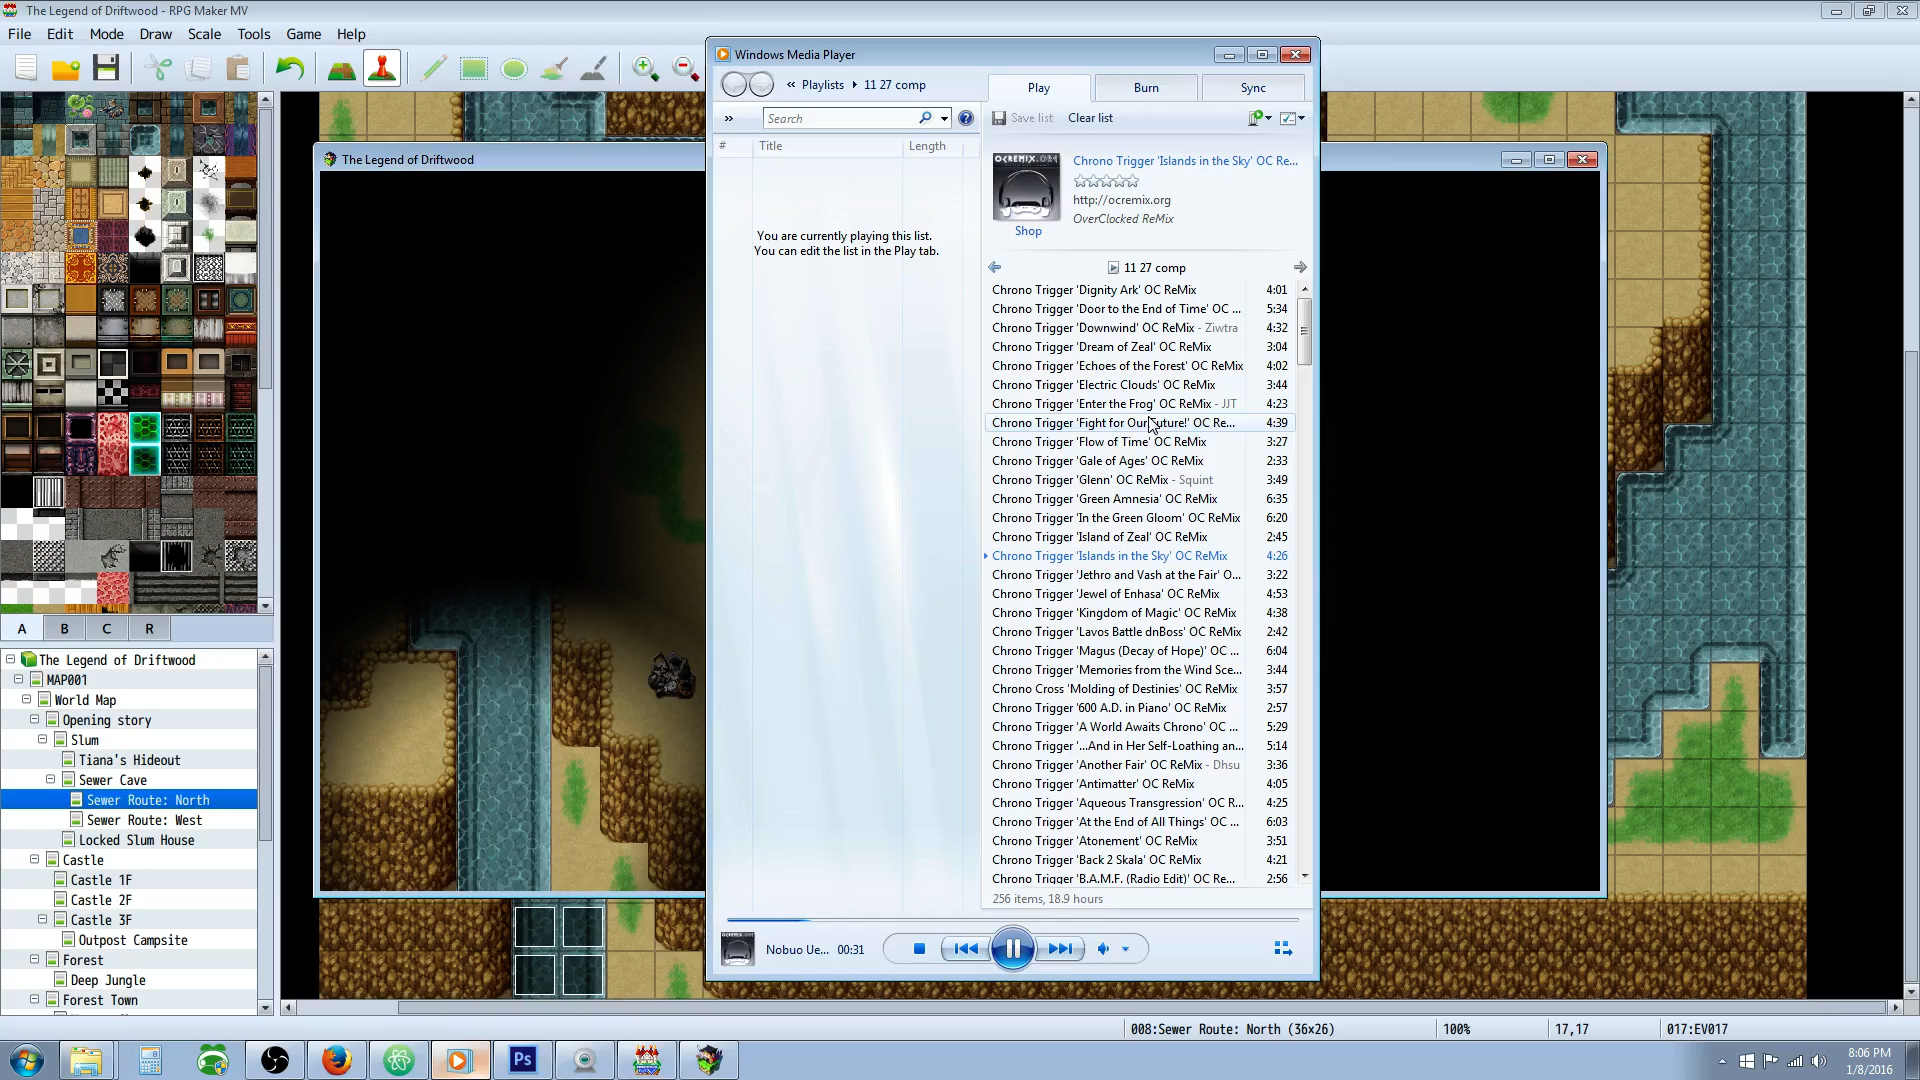 The Legend of Driftwood - RPG Maker MV
File Edit Mode Draw Scale Tools Game Help
Windows Media Player
Playlists 11 27 comp
Play Burn Sync
Search
Save list Clear list
# Title Length
The Legend of Driftwood
You are currently playing this list.
You can edit the list in the Play tab.
OCREMIX.ORG
Chrono Trigger 'Islands in the Sky' OC Re...
http://ocremix.org
OverClocked ReMix
Shop
11 27 comp
Chrono Trigger 'Dignity Ark' OC ReMix 4:01
Chrono Trigger 'Door to the End of Time' OC ... 5:34
Chrono Trigger 'Downwind' OC ReMix - Ziwtra 4:32
Chrono Trigger 'Dream of Zeal' OC ReMix 3:04
Chrono Trigger 'Echoes of the Forest' OC ReMix 4:02
Chrono Trigger 'Electric Clouds' OC ReMix 3:44
Chrono Trigger 'Enter the Frog' OC ReMix - JJT 4:23
Chrono Trigger 'Fight for Our Future!' OC Re... 4:39
Chrono Trigger 'Flow of Time' OC ReMix 3:27
Chrono Trigger 'Gale of Ages' OC ReMix 2:33
Chrono Trigger 'Glenn' OC ReMix - Squint 3:49
Chrono Trigger 'Green Amnesia' OC ReMix 6:35
Chrono Trigger 'In the Green Gloom' OC ReMix 6:20
Chrono Trigger 'Island of Zeal' OC ReMix 2:45
Chrono Trigger 'Islands in the Sky' OC ReMix 4:26
Chrono Trigger 'Jethro and Vash at the Fair' O... 3:22
Chrono Trigger 'Jewel of Enhasa' OC ReMix 4:53
Chrono Trigger 'Kingdom of Magic' OC ReMix 4:38
Chrono Trigger 'Lavos Battle dnBoss' OC ReMix 2:42
Chrono Trigger 'Magus (Decay of Hope)' OC ... 6:04
Chrono Trigger 'Memories from the Wind Sce... 3:44
Chrono Cross 'Molding of Destinies' OC ReMix 3:57
Chrono Trigger '600 A.D. in Piano' OC ReMix 2:57
Chrono Trigger 'A World Awaits Chrono' OC ... 5:29
Chrono Trigger '...And in Her Self-Loathing an... 5:14
Chrono Trigger 'Another Fair' OC ReMix - Dhsu 3:36
Chrono Trigger 'Antimatter' OC ReMix 4:05
Chrono Trigger 'Aqueous Transgression' OC R... 4:25
Chrono Trigger 'At the End of All Things' OC ... 6:03
Chrono Trigger 'Atonement' OC ReMix 3:51
Chrono Trigger 'Back 2 Skala' OC ReMix 4:21
Chrono Trigger 'B.A.M.F. (Radio Edit)' OC Re... 2:56
256 items, 18.9 hours
Nobuo Ue... 00:31
A B C R
The Legend of Driftwood
MAP001
World Map
Opening story
Slum
Tiana's Hideout
Sewer Cave
Sewer Route: North
Sewer Route: West
Locked Slum House
Castle
Castle 1F
Castle 2F
Castle 3F
Outpost Campsite
Forest
Deep Jungle
Forest Town
008:Sewer Route: North (36x26) 100% 17,17 017:EV017
Ps
8:06 PM
1/8/2016